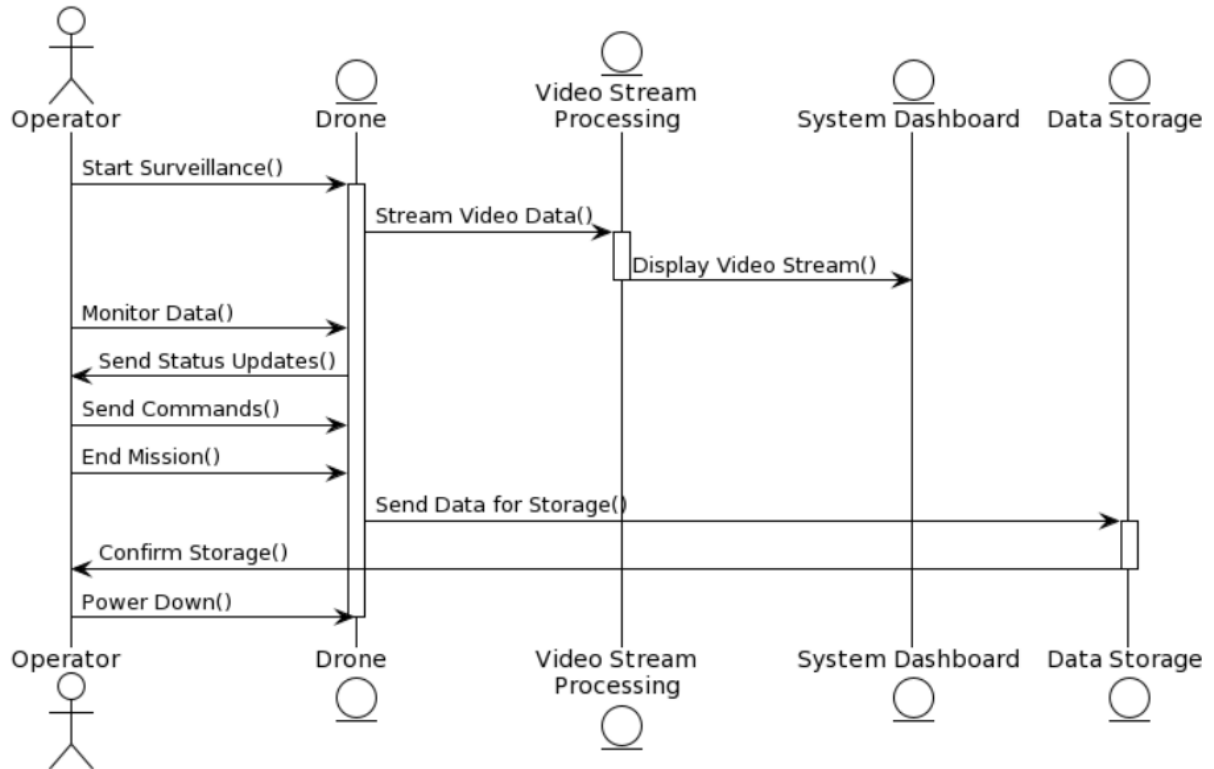 Operator
Drone
Video Stream
Processing
System Dashboard
Data Storage
Start Surveillance()
Stream Video Data()
Display Video Stream()
Monitor Data()
Send Status Updates()
Send Commands()
End Mission()
Send Data for Storage()
Confirm Storage()
Power Down()
Operator
Drone
Video Stream
Processing
System Dashboard
Data Storage